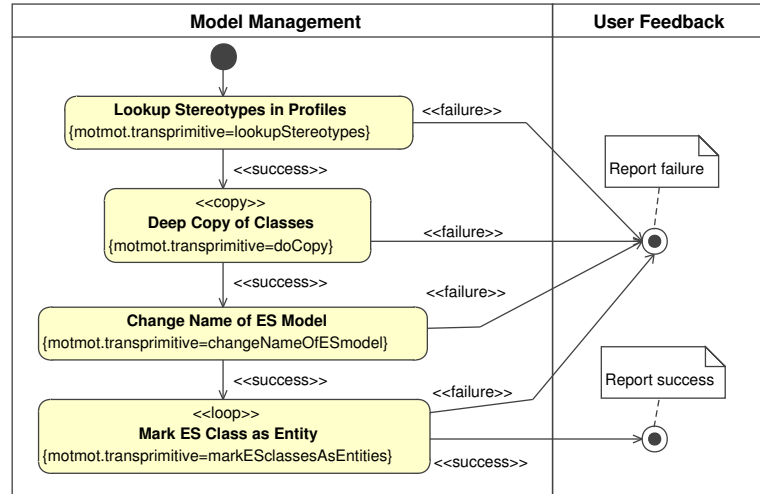 Model Management
User Feedback
Lookup Stereotypes in Profiles
{motmot.transprimitive=lookupStereotypes}
<<failure>>
Report failure
<<success>>
<<copy>>
Deep Copy of Classes
{motmot.transprimitive=doCopy}
<<failure>>
<<success>>
<<failure>>
Change Name of ES Model
{motmot.transprimitive=changeNameOfESmodel}
<<success>>
<<failure>>
Report success
<<loop>>
Mark ES Class as Entity
{motmot.transprimitive=markESclassesAsEntities}
<<success>>